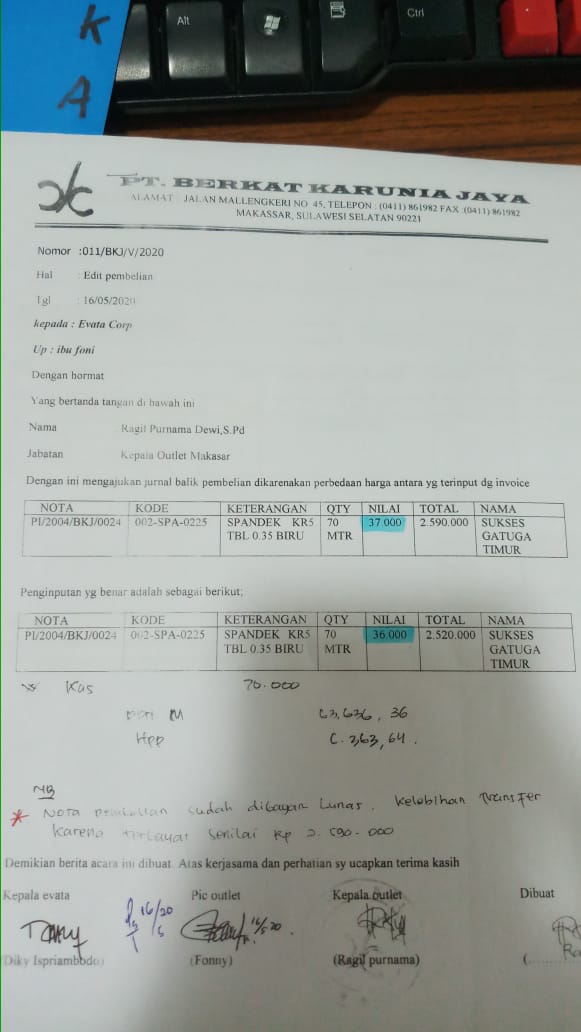 K
A
Alt
Ctrl
PT. BERKAT KARUNIA JAYA
ALAMAT : JALAN MALLENGKERI NO 45, TELEPON : (0411) 861982 FAX :(0411) 861982
MAKASSAR, SULAWESI SELATAN 90221
Nomor :011/BKJ/V/2020
Hal : Edit pembelian
Tgl : 16/05/2020
kepada : Evata Corp
Up : ibu foni
Dengan hormat
Yang bertanda tangan di bawah ini
Nama : Ragil Purnama Dewi,S.Pd
Jabatan Kepala Outlet Makasar
Dengan ini mengajukan jurnal balik pembelian dikarenakan perbedaan harga antara yg terinput dg invoice
NOTA KODE KETERANGAN QTY NILAI TOTAL NAMA
PI/2004/BKJ/0024 002-SPA-0225 SPANDEK KR5 70 37.000 2.590.000 SUKSES
TBL 0.35 BIRU MTR GATUGA
TIMUR
Penginputan yg benar adalah sebagai berikut;
NOTA KODE KETERANGAN QTY NILAI TOTAL NAMA
PI/2004/BKJ/0024 002-SPA-0225 SPANDEK KR5 70 36.000 2.520.000 SUKSES
TBL 0.35 BIRU MTR GATUGA
TIMUR
Kas 70.000
M 63,636, 36
Hpp 6.363,64.
NB
* Nota pembelian sudah dibayar Lunas. Kelebihan Transfer
Karena terbayar senilai Rp 2.590.000
Demikian berita acara ini dibuat. Atas kerjasama dan perhatian sy ucapkan terima kasih
Kepala evata Pic outlet Kepala outlet Dibuat
16/20
5
16/5 20
(Diky Ispriambodo) (Fonny) (Ragil purnama) (........